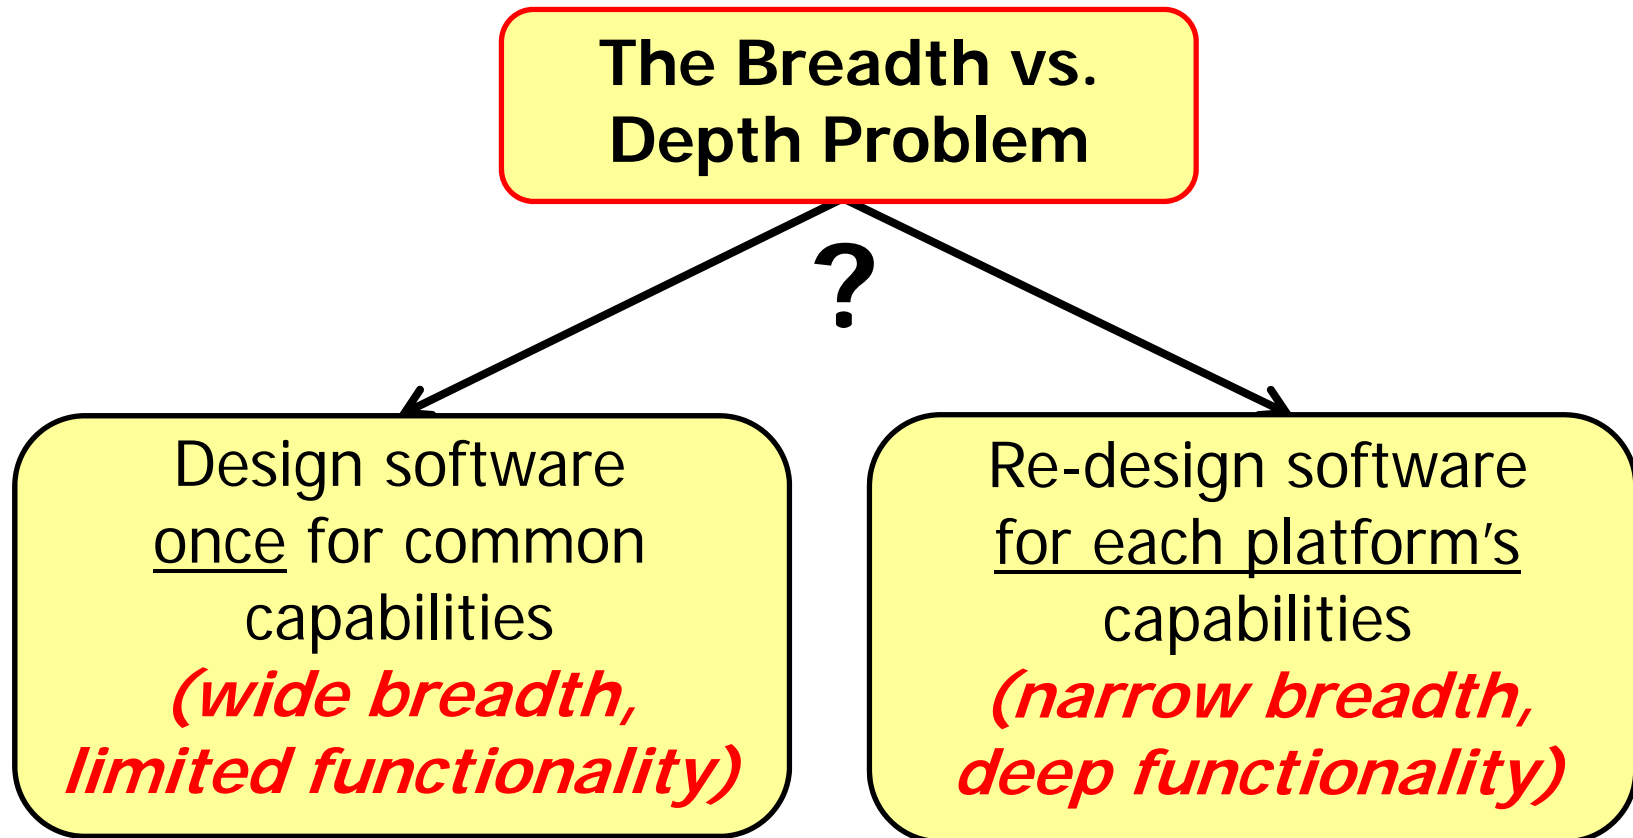 The Breadth vs.
Depth Problem
?
Design software
once for common
capabilities
(wide breadth,
limited functionality)
Re-design software
for each platform's
capabilities
(narrow breadth,
deep functionality)